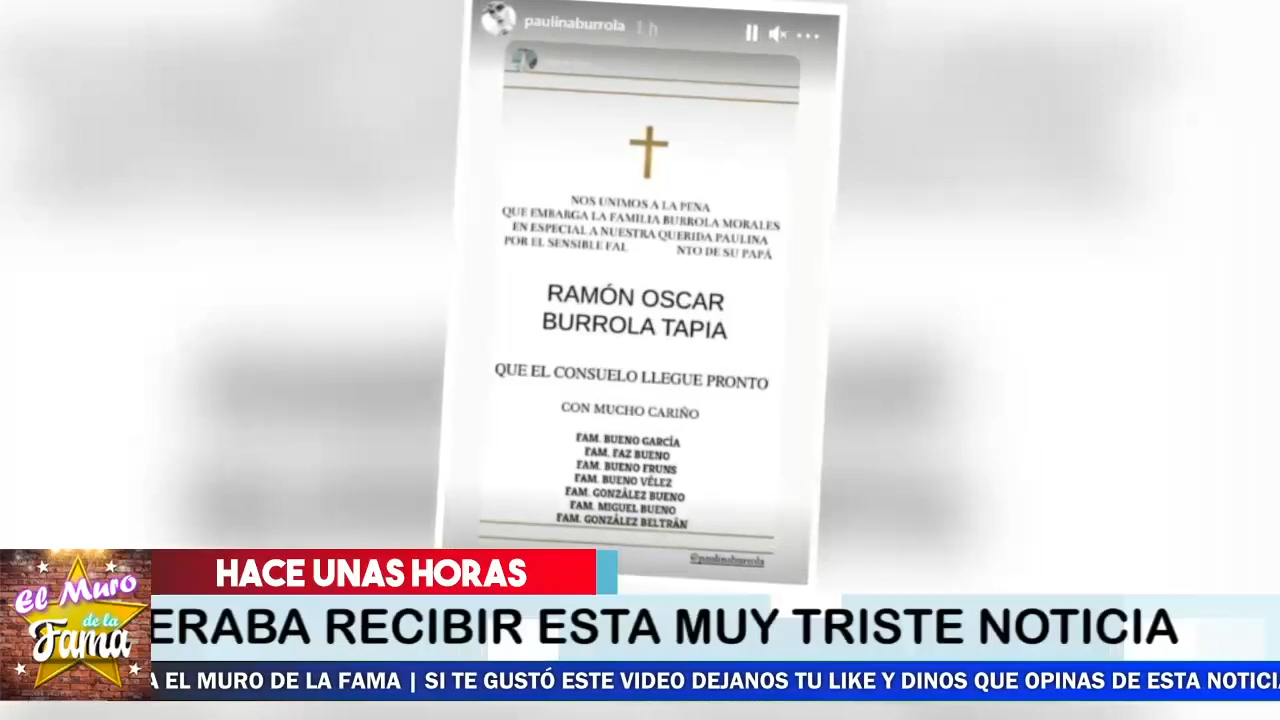 paulinaburrola 1 h
NOS UNIMOS A LA PENA
QUE EMBARGA LA FAMILIA BURROLA MORALES
EN ESPECIAL A NUESTRA QUERIDA PAULINA
POR EL SENSIBLE FAL NTO DE SU PAPÁ
RAMÓN OSCAR
BURROLA TAPIA
QUE EL CONSUELO LLEGUE PRONTO
CON MUCHO CARIÑO
FAM. BUENO GARCÍA
FAM. FAZ BUENO
FAM. BUENO FRUNS
FAM. BUENO VÉLEZ
FAM. GONZÁLEZ BUENO
FAM. MIGUEL BUENO
FAM. GONZÁLEZ BELTRÁN
@paulinaburrola
HACE UNAS HORAS
El Muro
de la
Fama
ERABA RECIBIR ESTA MUY TRISTE NOTICIA
A EL MURO DE LA FAMA | SI TE GUSTÓ ESTE VIDEO DEJANOS TU LIKE Y DINOS QUE OPINAS DE ESTA NOTICIA